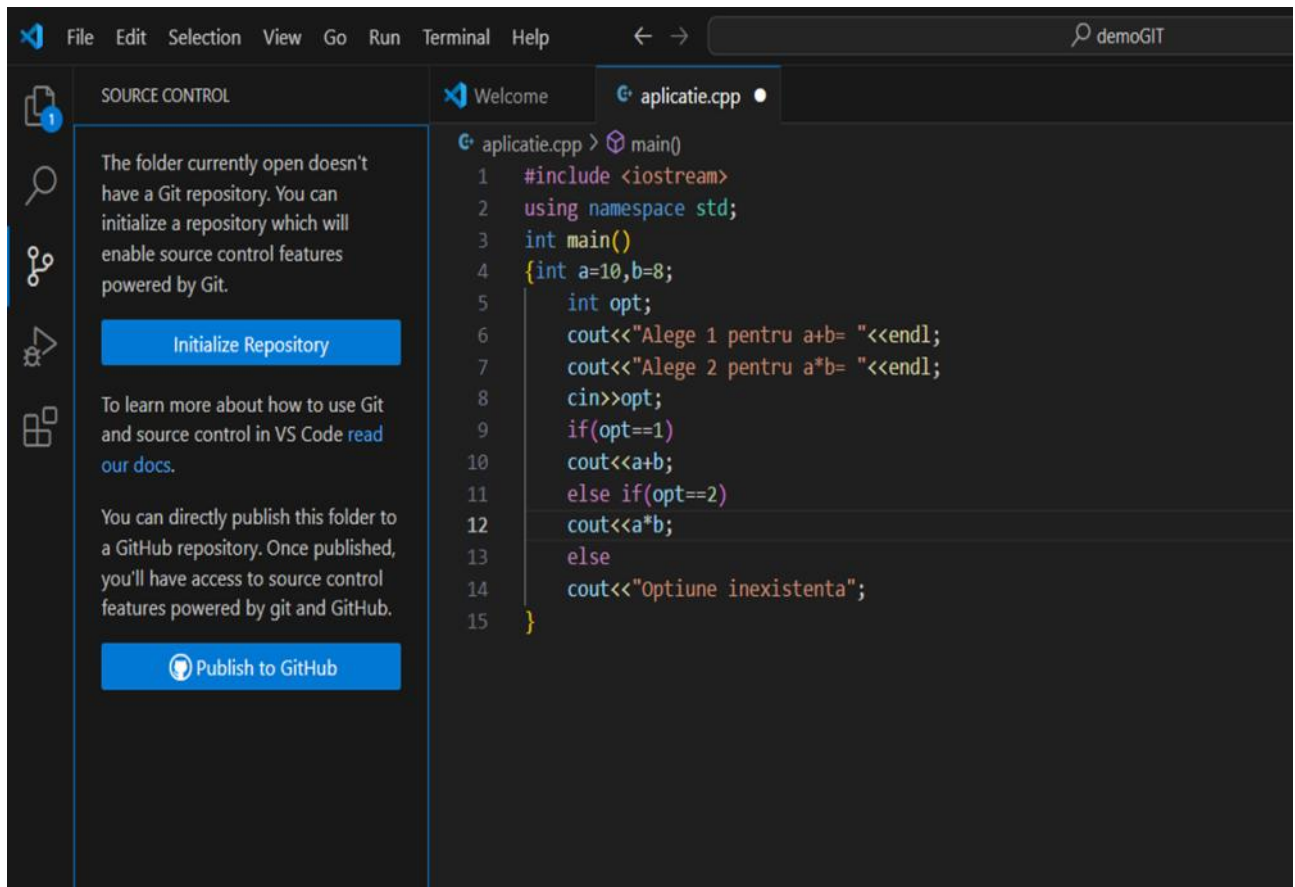 File Edit Selection View Go Run Terminal Help
demoGIT
SOURCE CONTROL
The folder currently open doesn't
have a Git repository. You can
initialize a repository which will
enable source control features
powered by Git.
Initialize Repository
To learn more about how to use Git
and source control in VS Code read
our docs.
You can directly publish this folder to
a GitHub repository. Once published,
you'll have access to source control
features powered by git and GitHub.
Publish to GitHub
1
Welcome
aplicatie.cpp
aplicatie.cpp > main()
1 #include <iostream>
2 using namespace std;
3 int main()
4 {int a=10,b=8;
5 int opt;
6 cout<<"Alege 1 pentru a+b= "<<endl;
7 cout<<"Alege 2 pentru a*b= "<<endl;
8 cin>>opt;
9 if(opt==1)
10 cout<<a+b;
11 else if(opt==2)
12 cout<<a*b;
13 else
14 cout<<"Optiune inexistenta";
15 }